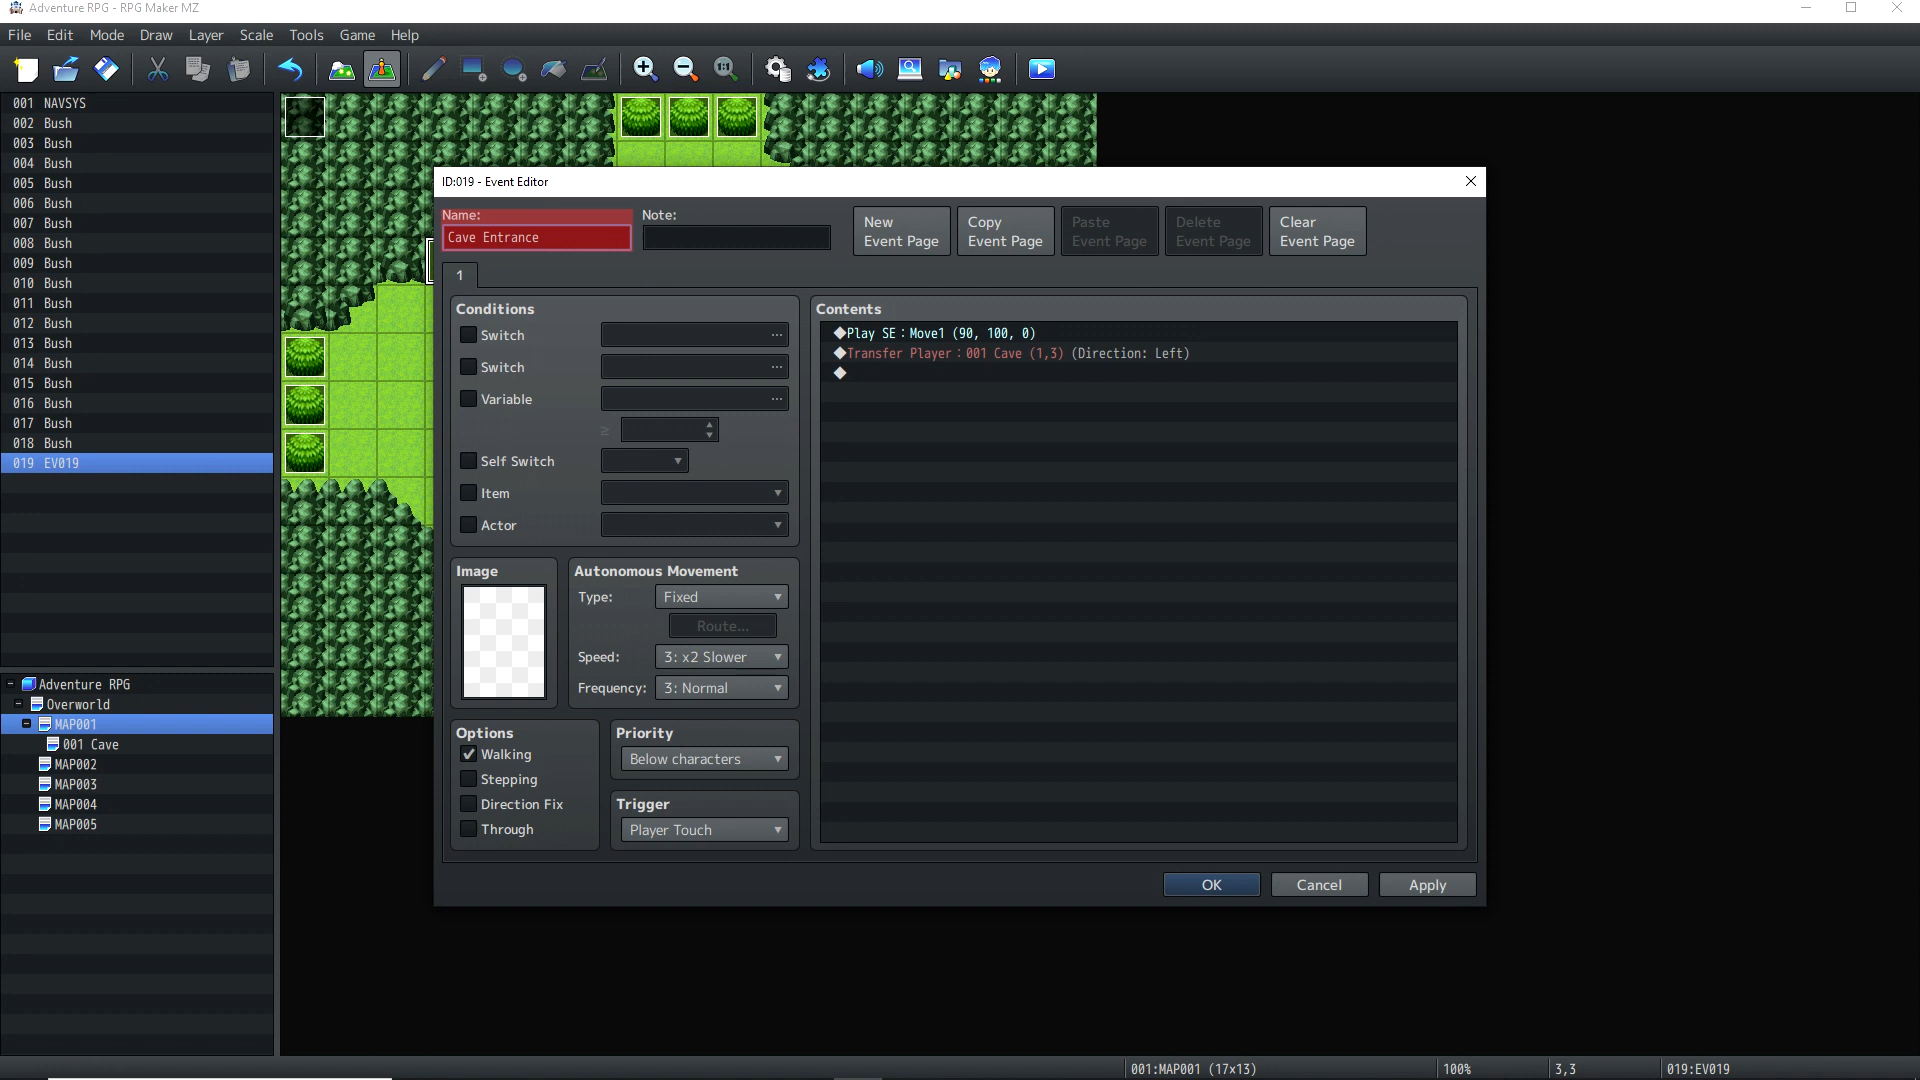 Adventure RPG - RPG Maker MZ
File Edit Mode Draw Layer Scale Tools Game Help
1:1
001 NAVSYS
002 Bush
003 Bush
004 Bush
005 Bush
006 Bush
007 Bush
008 Bush
009 Bush
010 Bush
011 Bush
012 Bush
013 Bush
014 Bush
015 Bush
016 Bush
017 Bush
018 Bush
019 EV019
Adventure RPG
Overworld
MAP001
001 Cave
MAP002
MAP003
MAP004
MAP005
ID:019 - Event Editor
Name:
Cave Entrance
Note:
New
Event Page
Copy
Event Page
Paste
Event Page
Delete
Event Page
Clear
Event Page
1
Conditions
Switch ...
Switch ...
Variable ...
≥
Self Switch
Item
Actor
Image
Autonomous Movement
Type: Fixed
Route...
Speed: 3: x2 Slower
Frequency: 3: Normal
Options
Walking
Stepping
Direction Fix
Through
Priority
Below characters
Trigger
Player Touch
Contents
◆Play SE：Move1 (90, 100, 0)
◆Transfer Player：001 Cave (1,3) (Direction: Left)
◆
OK Cancel Apply
001:MAP001 (17×13) 100% 3,3 019:EV019